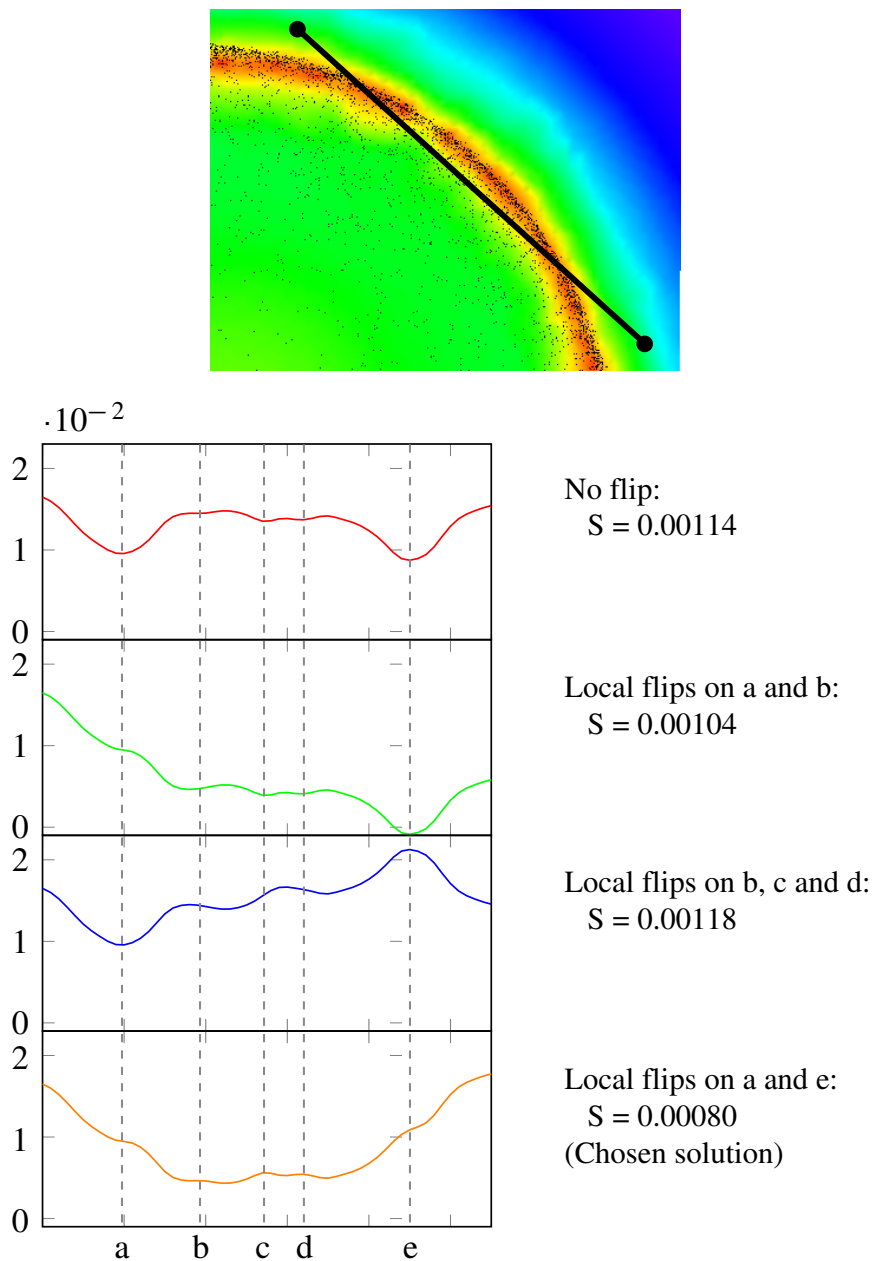 ·10⁻²
2
1
0
No flip:
S = 0.00114
2
1
0
Local flips on a and b:
S = 0.00104
2
1
0
Local flips on b, c and d:
S = 0.00118
2
1
0
Local flips on a and e:
S = 0.00080
(Chosen solution)
a b c d e